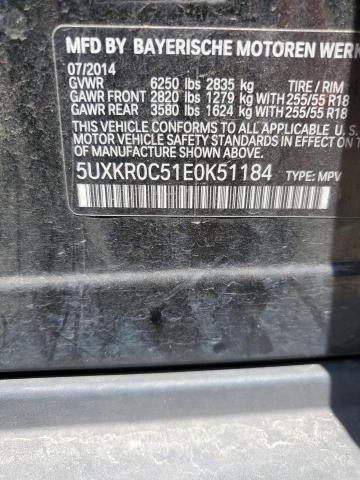 MFD BY BAYERISCHE MOTOREN WERK
07/2014
GVWR 6250 lbs 2835 kg TIRE / RIM
GAWR FRONT 2820 lbs 1279 kg WITH 255/55 R18
GAWR REAR 3580 lbs 1624 kg WITH 255/55 R18
THIS VEHICLE CONFORMS TO ALL APPLICABLE U
MOTOR VEHICLE SAFETY STANDARDS IN EFFECT ON T
OF MANUFACTURE SHOWN ABOVE.
5UXKR0C51E0K51184 TYPE: MPV